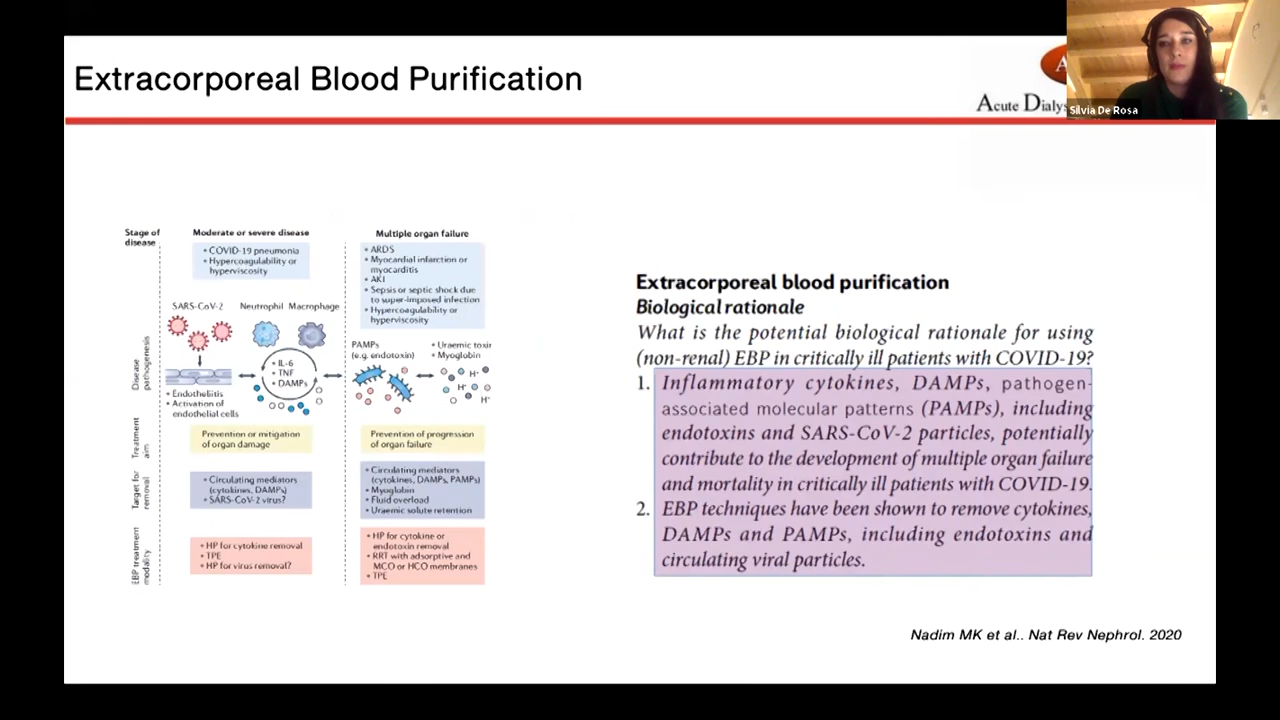 Extracorporeal Blood Purification
A
Acute Dialys
Silvia De Rosa
Stage of
disease
Moderate or severe disease
• COVID-19 pneumonia
• Hypercoagulability or
hyperviscosity
Multiple organ failure
• ARDS
• Myocardial infarction or
myocarditis
• AKI
• Sepsis or septic shock due
to super-imposed infection
• Hypercoagulability or
hyperviscosity
Disease
pathogenesis
SARS-CoV-2
Neutrophil Macrophage
• IL-6
• TNF
• DAMPs
• Endotheliitis
• Activation of
endothelial cells
PAMPs
(e.g. endotoxin)
• Uraemic toxin
• Myoglobin
H⁺
H⁺
H⁺
H⁺
Treatment
aim
Prevention or mitigation
of organ damage
Prevention of progression
of organ failure
Target for
removal
• Circulating mediators
(cytokines, DAMPs)
• SARS-CoV-2 virus?
• Circulating mediators
(cytokines, DAMPs, PAMPs)
• Myoglobin
• Fluid overload
• Uraemic solute retention
EBP treatment
modality
• HP for cytokine removal
• TPE
• HP for virus removal?
• HP for cytokine or
endotoxin removal
• RRT with adsorptive and
MCO or HCO membranes
• TPE
Extracorporeal blood purification
Biological rationale
What is the potential biological rationale for using
(non-renal) EBP in critically ill patients with COVID-19?
1. Inflammatory cytokines, DAMPs, pathogen-
associated molecular patterns (PAMPs), including
endotoxins and SARS-CoV-2 particles, potentially
contribute to the development of multiple organ failure
and mortality in critically ill patients with COVID-19.
2. EBP techniques have been shown to remove cytokines,
DAMPs and PAMPs, including endotoxins and
circulating viral particles.
Nadim MK et al.. Nat Rev Nephrol. 2020